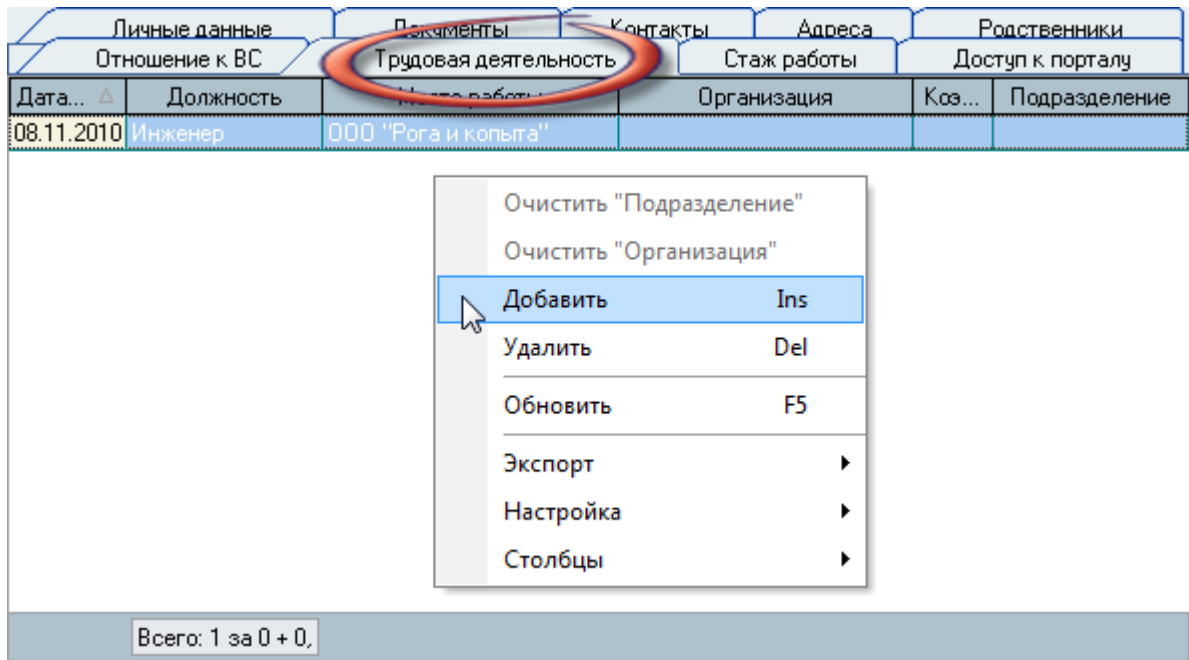 Личные данные Документы Контакты Адреса Родственники
Отношение к ВС Трудовая деятельность Стаж работы Доступ к порталу
Дата... Должность Место работы Организация Коэ... Подразделение
08.11.2010 Инженер ООО "Рога и копыта"
Очистить "Подразделение"
Очистить "Организация"
Добавить Ins
Удалить Del
Обновить F5
Экспорт
Настройка
Столбцы
Всего: 1 за 0 + 0,